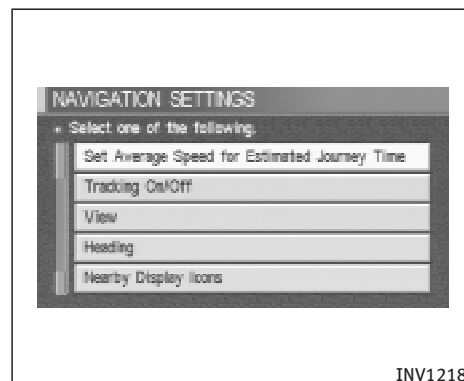 NAVIGATION SETTINGS
• Select one of the following.
Set Average Speed for Estimated Journey Time
Tracking On/Off
View
Heading
Nearby Display Icons
INV1218